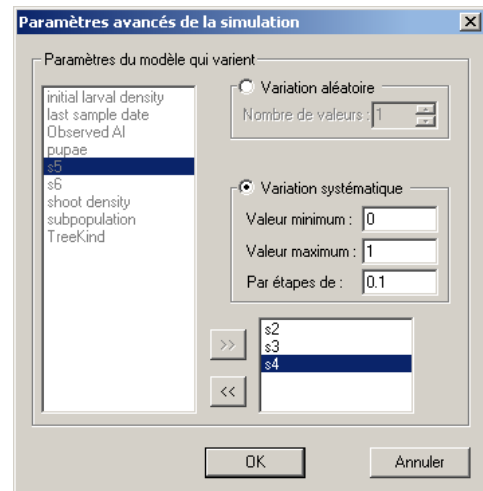 Paramètres avancés de la simulation
Paramètres du modèle qui varient
initial larval density
last sample date
Observed AI
pupae
s5
s6
shoot density
subpopulation
TreeKind
Variation aléatoire
Nombre de valeurs : 1
Variation systématique
Valeur minimum : 0
Valeur maximum : 1
Par étapes de : 0.1
>>
<<
s2
s3
s4
OK
Annuler